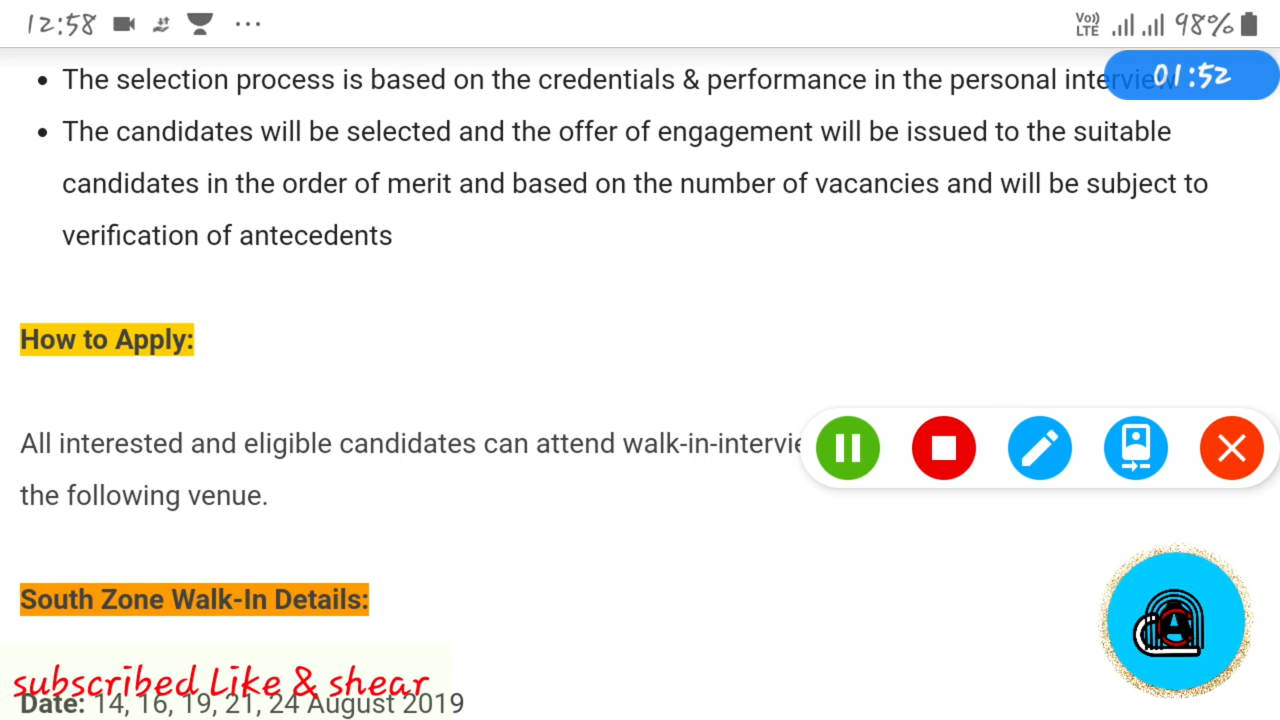 12:58 ... Vo)) LTE 98%
The selection process is based on the credentials & performance in the personal interview
01:52
The candidates will be selected and the offer of engagement will be issued to the suitable
candidates in the order of merit and based on the number of vacancies and will be subject to
verification of antecedents
How to Apply:
All interested and eligible candidates can attend walk-in-intervie
the following venue.
South Zone Walk-In Details:
subscribed Like & shear
Date: 14, 16, 19, 21, 24 August 2019